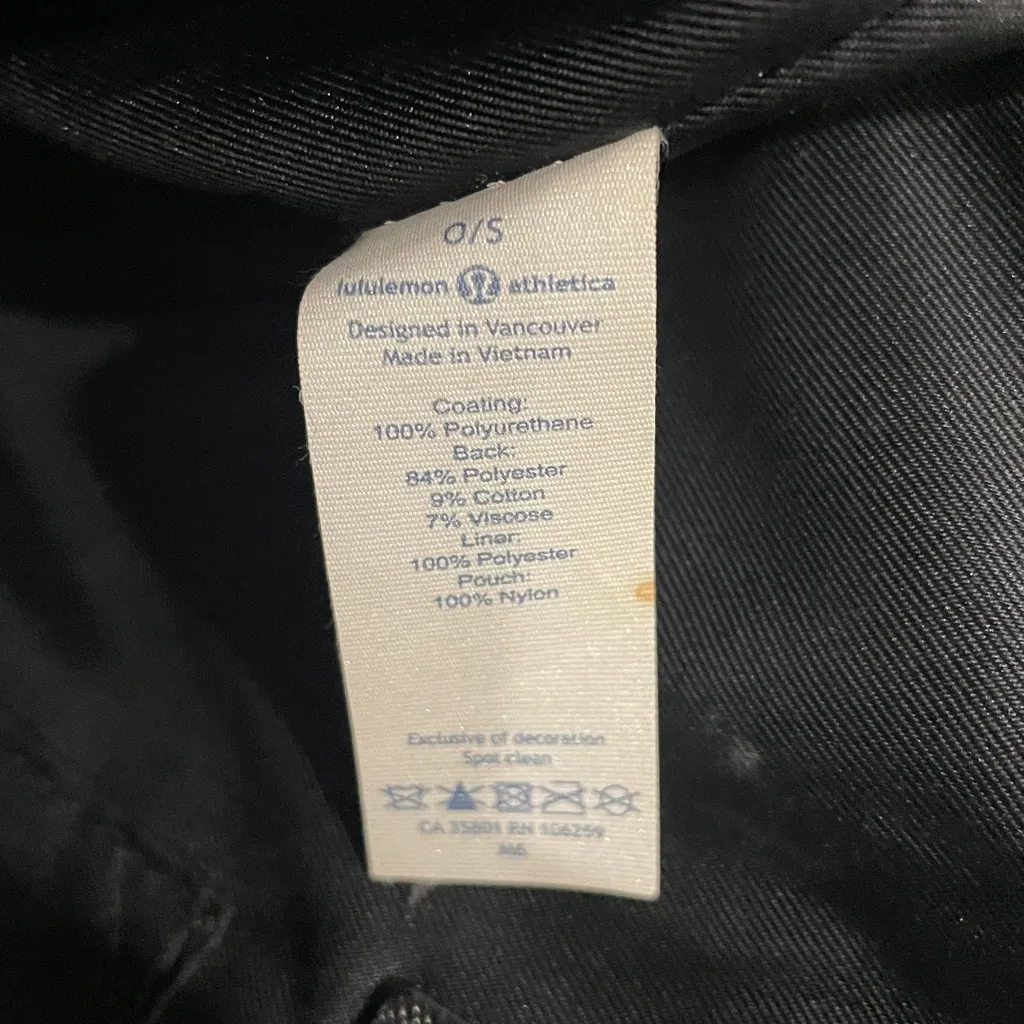 O/S
lululemon athletica
Designed in Vancouver
Made in Vietnam
Coating:
100% Polyurethane
Back:
84% Polyester
9% Cotton
7% Viscose
Liner:
100% Polyester
Pouch:
100% Nylon
Exclusive of decoration
Spot clean
CA 35801 RN 106259